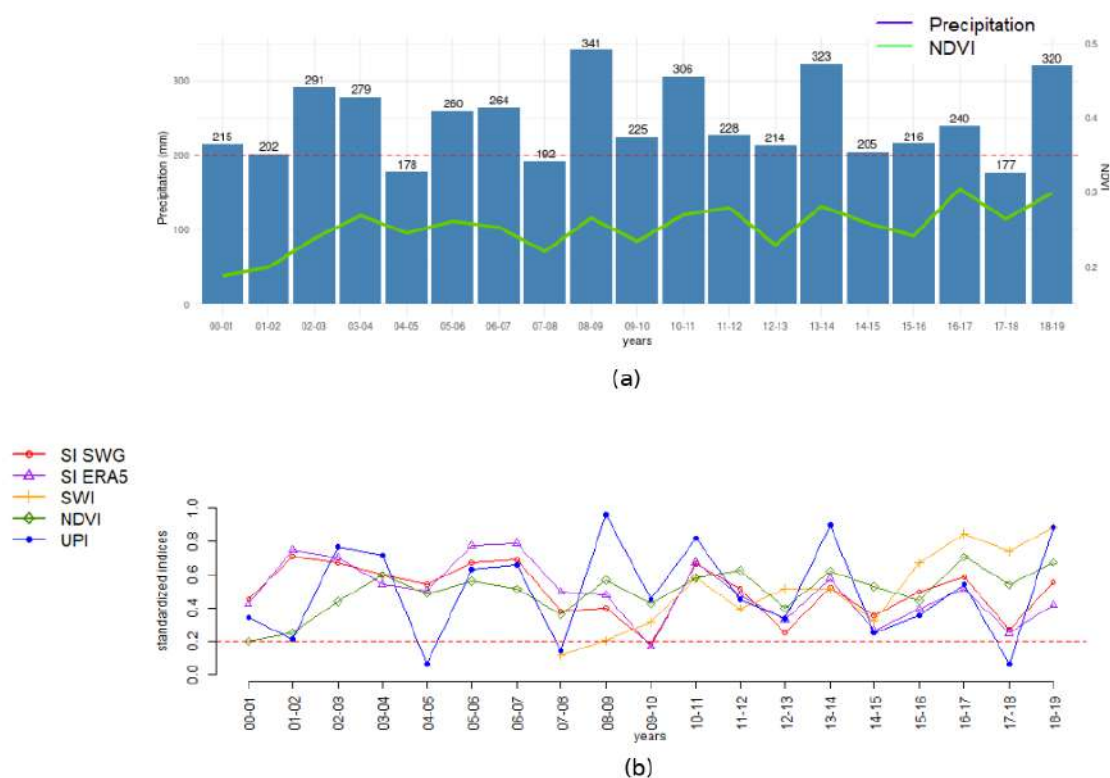 Precipitation
NDVI
Precipitation (mm)
300
200
100
0
0.5
0.4
0.3
0.2
NDVI
215 202 291 279 178 260 264 192 341 225 306 228 214 323 205 216 240 177 320
00-01 01-02 02-03 03-04 04-05 05-06 06-07 07-08 08-09 09-10 10-11 11-12 12-13 13-14 14-15 15-16 16-17 17-18 18-19
years
(a)
SI SWG
SI ERA5
SWI
NDVI
UPI
standardized indices
1.0
0.8
0.6
0.4
0.2
0.0
00-01 01-02 02-03 03-04 04-05 05-06 06-07 07-08 08-09 09-10 10-11 11-12 12-13 13-14 14-15 15-16 16-17 17-18 18-19
years
(b)